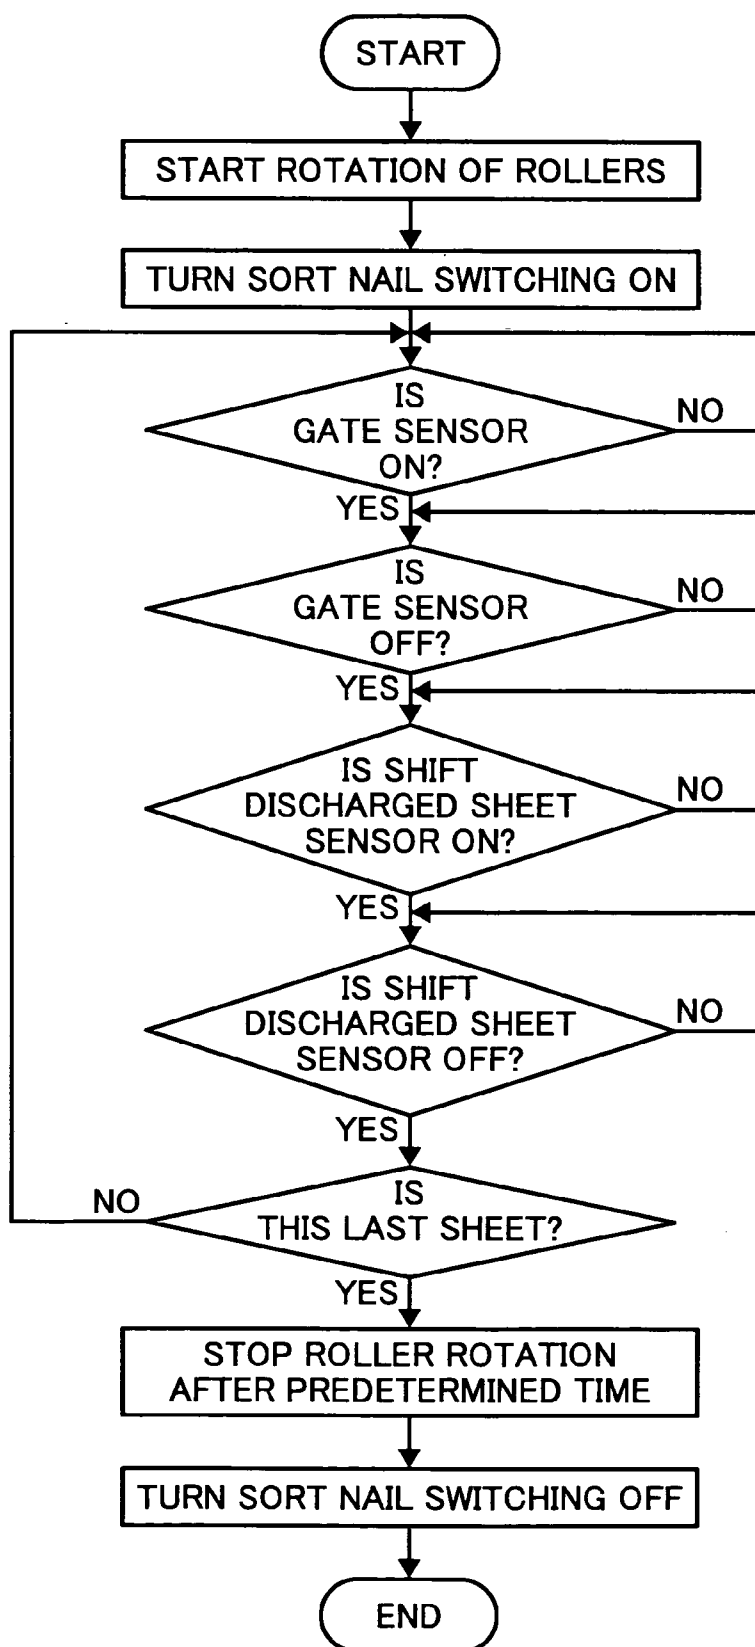 START
START ROTATION OF ROLLERS
TURN SORT NAIL SWITCHING ON
IS
GATE SENSOR
ON?
NO
YES
IS
GATE SENSOR
OFF?
NO
YES
IS SHIFT
DISCHARGED SHEET
SENSOR ON?
NO
YES
IS SHIFT
DISCHARGED SHEET
SENSOR OFF?
NO
YES
IS
THIS LAST SHEET?
NO
YES
STOP ROLLER ROTATION
AFTER PREDETERMINED TIME
TURN SORT NAIL SWITCHING OFF
END